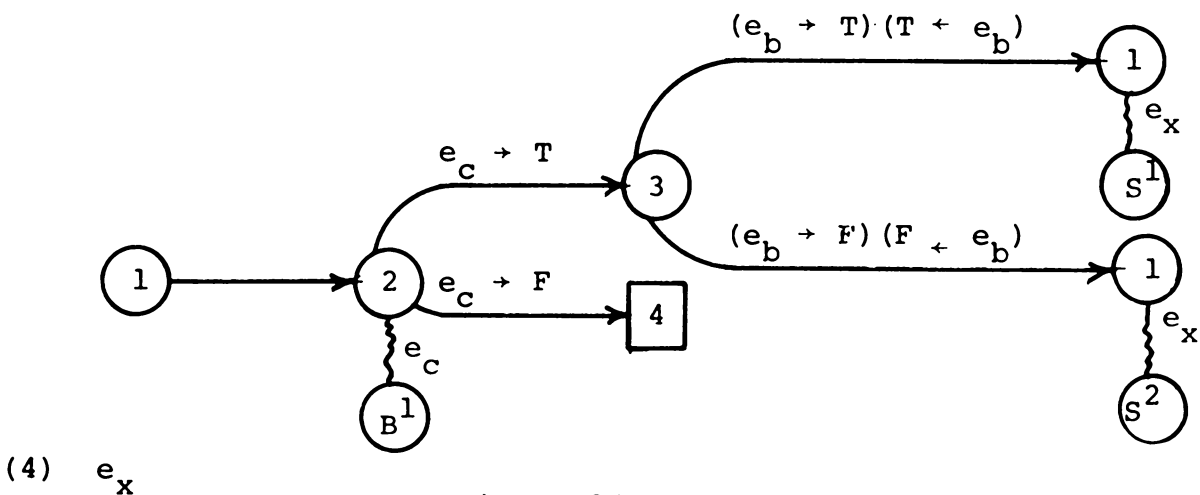 (e_b → T) (T ← e_b)
1
e_x
S^1
e_c → T
3
(e_b → F) (F ← e_b)
1
2
e_c → F
4
1
e_x
e_c
B^1
S^2
(4) e_x